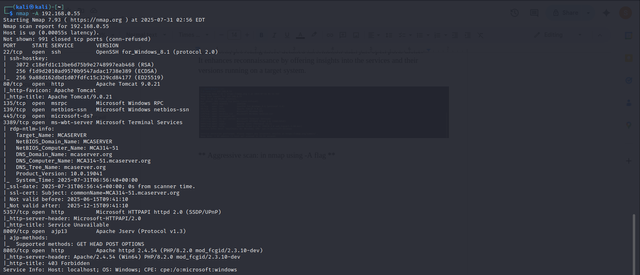 (kali㉿kali)-[~]
$ nmap -A 192.168.0.55
Starting Nmap 7.93 ( https://nmap.org ) at 2025-07-31 02:56 EDT
Nmap scan report for 192.168.0.55
Host is up (0.00055s latency).
Not shown: 991 closed tcp ports (conn-refused)
PORT     STATE SERVICE       VERSION
22/tcp   open  ssh           OpenSSH for_Windows_8.1 (protocol 2.0)
| ssh-hostkey:
|   3072 (RSA)
|   256 (ECDSA)
|_  256 (ED25519)
80/tcp   open  http          Apache Tomcat 9.0.21
|_http-favicon: Apache Tomcat
|_http-title: Apache Tomcat/9.0.21
135/tcp  open  msrpc         Microsoft Windows RPC
139/tcp  open  netbios-ssn   Microsoft Windows netbios-ssn
445/tcp  open  microsoft-ds?
3389/tcp open  ms-wbt-server Microsoft Terminal Services
| rdp-ntlm-info:
|   Target_Name: MCASERVER
|   NetBIOS_Domain_Name: MCASERVER
|   NetBIOS_Computer_Name: MCA314-51
|   DNS_Domain_Name: mcaserver.org
|   DNS_Computer_Name: MCA314-51.mcaserver.org
|   DNS_Tree_Name: mcaserver.org
|   Product_Version: 10.0.19041
|_  System_Time: 2025-07-31T06:56:40+00:00
|_ssl-date: 2025-07-31T06:56:45+00:00; 0s from scanner time.
| ssl-cert: Subject: commonName=MCA314-51.mcaserver.org
| Not valid before: 2025-06-15T09:41:10
|_Not valid after:  2025-12-15T09:41:10
5357/tcp open  http          Microsoft HTTPAPI httpd 2.0 (SSDP/UPnP)
|_http-server-header: Microsoft-HTTPAPI/2.0
|_http-title: Service Unavailable
8009/tcp open  ajp13         Apache Jserv (Protocol v1.3)
| ajp-methods:
|_  Supported methods: GET HEAD POST OPTIONS
8085/tcp open  http          Apache httpd 2.4.54 (PHP/8.2.0 mod_fcgid/2.3.10-dev)
|_http-server-header: Apache/2.4.54 (Win64) PHP/8.2.0 mod_fcgid/2.3.10-dev
|_http-title: 403 Forbidden
Service Info: Host: localhost; OS: Windows; CPE: cpe:/o:microsoft:windows